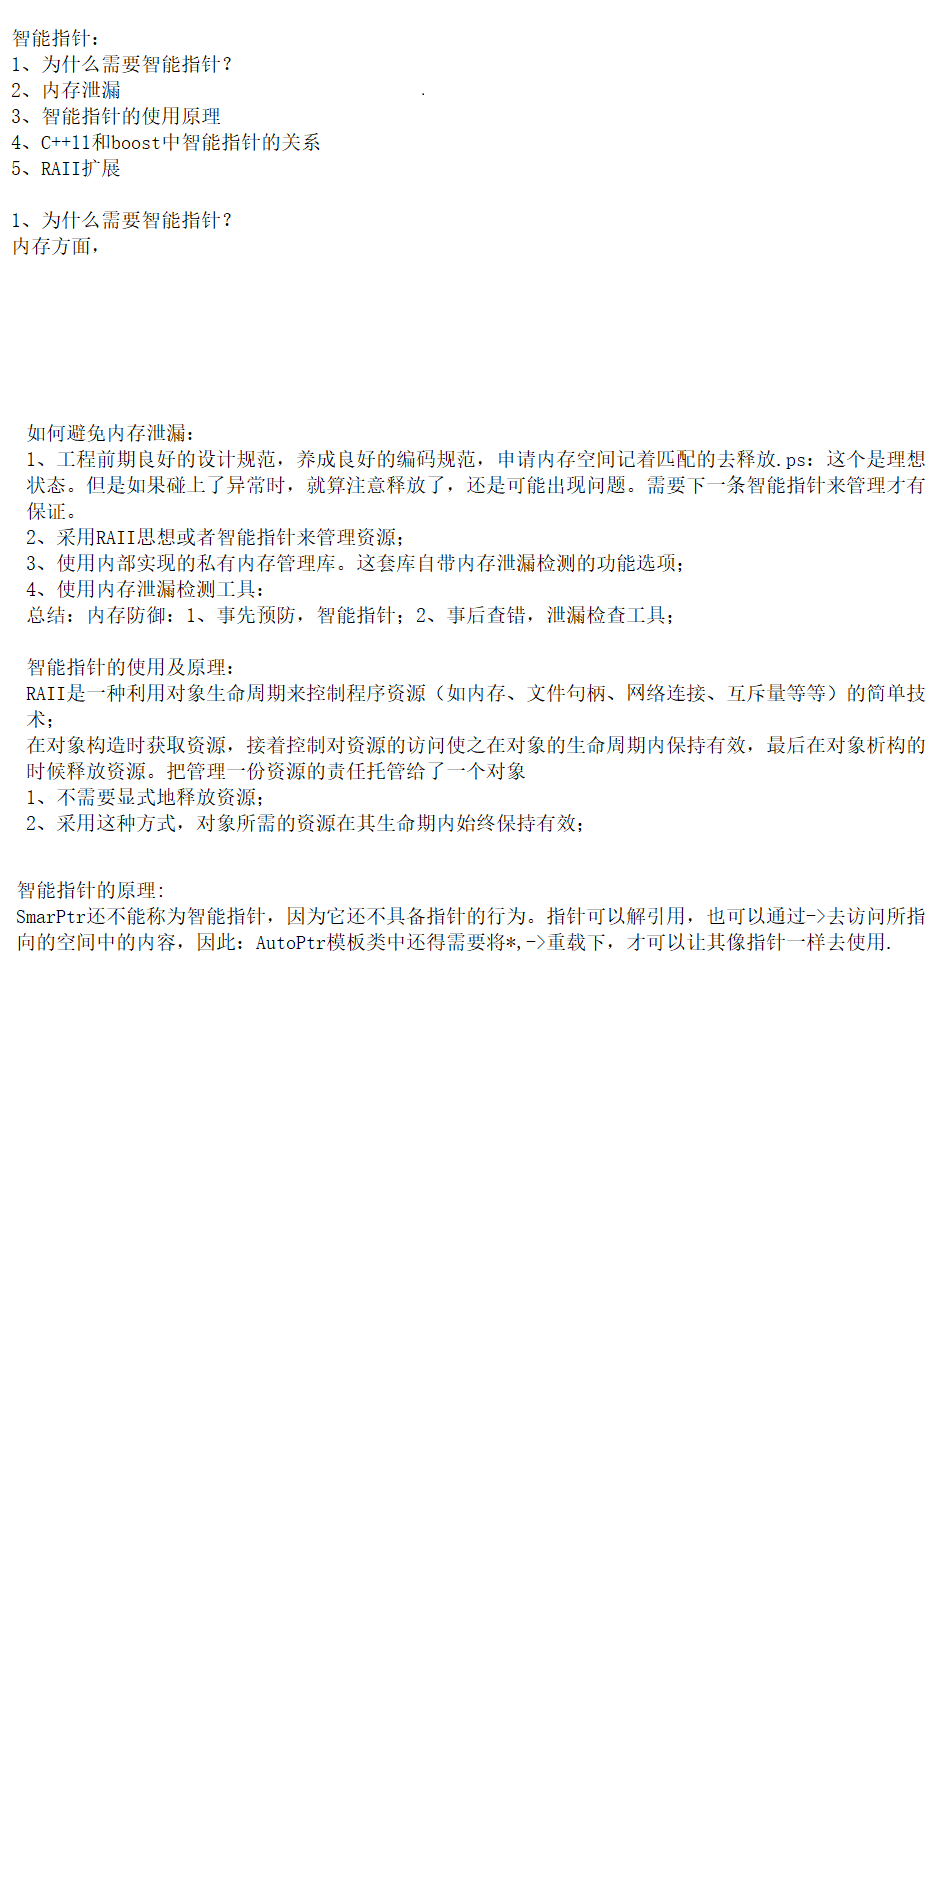 智能指针：
1、为什么需要智能指针？
2、内存泄漏
3、智能指针的使用原理
4、C++11和boost中智能指针的关系
5、RAII扩展
1、为什么需要智能指针？
内存方面，
如何避免内存泄漏：
1、工程前期良好的设计规范，养成良好的编码规范，申请内存空间记着匹配的去释放.ps：这个是理想
状态。但是如果碰上了异常时，就算注意释放了，还是可能出现问题。需要下一条智能指针来管理才有
保证。
2、采用RAII思想或者智能指针来管理资源；
3、使用内部实现的私有内存管理库。这套库自带内存泄漏检测的功能选项；
4、使用内存泄漏检测工具：
总结：内存防御：1、事先预防，智能指针；2、事后查错，泄漏检查工具；
智能指针的使用及原理：
RAII是一种利用对象生命周期来控制程序资源（如内存、文件句柄、网络连接、互斥量等等）的简单技
术；
在对象构造时获取资源，接着控制对资源的访问使之在对象的生命周期内保持有效，最后在对象析构的
时候释放资源。把管理一份资源的责任托管给了一个对象
1、不需要显式地释放资源；
2、采用这种方式，对象所需的资源在其生命期内始终保持有效；
智能指针的原理:
SmarPtr还不能称为智能指针，因为它还不具备指针的行为。指针可以解引用，也可以通过->去访问所指
向的空间中的内容，因此：AutoPtr模板类中还得需要将*,->重载下，才可以让其像指针一样去使用.